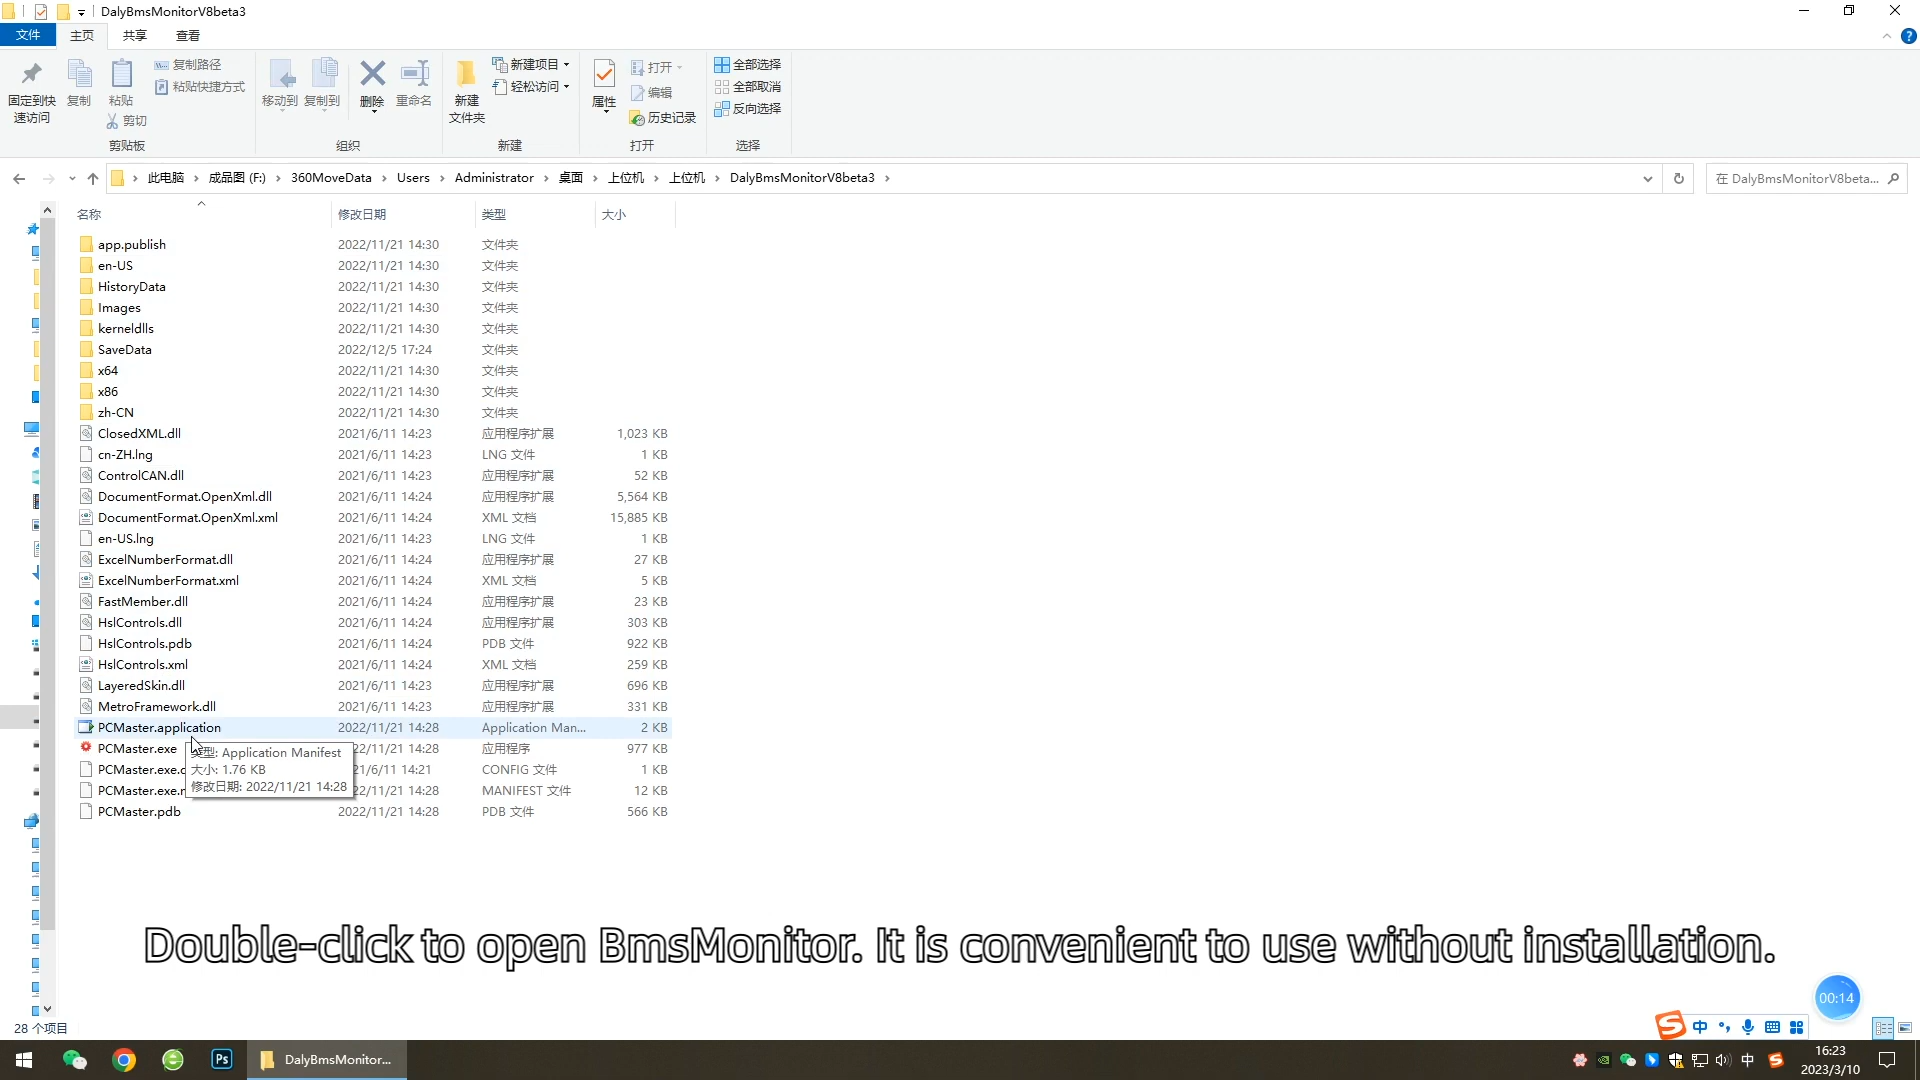 DalyBmsMonitorV8beta3
文件 主页 共享 查看
固定到快速访问 复制 粘贴 复制路径 粘贴快捷方式 剪切
移动到 复制到 删除 重命名
新建文件夹 新建项目 轻松访问
属性 打开 编辑 历史记录
全部选择 全部取消 反向选择
剪贴板 组织 新建 打开 选择
此电脑 成品图 (F:) 360MoveData Users Administrator 桌面 上位机 上位机 DalyBmsMonitorV8beta3 在 DalyBmsMonitorV8beta...
名称 修改日期 类型 大小
app.publish 2022/11/21 14:30 文件夹
en-US 2022/11/21 14:30 文件夹
HistoryData 2022/11/21 14:30 文件夹
Images 2022/11/21 14:30 文件夹
kerneldlls 2022/11/21 14:30 文件夹
SaveData 2022/12/5 17:24 文件夹
x64 2022/11/21 14:30 文件夹
x86 2022/11/21 14:30 文件夹
zh-CN 2022/11/21 14:30 文件夹
ClosedXML.dll 2021/6/11 14:23 应用程序扩展 1,023 KB
cn-ZH.lng 2021/6/11 14:23 LNG 文件 1 KB
ControlCAN.dll 2021/6/11 14:23 应用程序扩展 52 KB
DocumentFormat.OpenXml.dll 2021/6/11 14:24 应用程序扩展 5,564 KB
DocumentFormat.OpenXml.xml 2021/6/11 14:24 XML 文档 15,885 KB
en-US.lng 2021/6/11 14:23 LNG 文件 1 KB
ExcelNumberFormat.dll 2021/6/11 14:24 应用程序扩展 27 KB
ExcelNumberFormat.xml 2021/6/11 14:24 XML 文档 5 KB
FastMember.dll 2021/6/11 14:24 应用程序扩展 23 KB
HslControls.dll 2021/6/11 14:24 应用程序扩展 303 KB
HslControls.pdb 2021/6/11 14:24 PDB 文件 922 KB
HslControls.xml 2021/6/11 14:24 XML 文档 259 KB
LayeredSkin.dll 2021/6/11 14:23 应用程序扩展 696 KB
MetroFramework.dll 2021/6/11 14:23 应用程序扩展 331 KB
PCMaster.application 2022/11/21 14:28 Application Man... 2 KB
PCMaster.exe 22/11/21 14:28 应用程序 977 KB
PCMaster.exe.c 21/6/11 14:21 CONFIG 文件 1 KB
PCMaster.exe.m 22/11/21 14:28 MANIFEST 文件 12 KB
PCMaster.pdb 2022/11/21 14:28 PDB 文件 566 KB
类型: Application Manifest
大小: 1.76 KB
修改日期: 2022/11/21 14:28
Double-click to open BmsMonitor. It is convenient to use without installation.
00:14
28 个项目
中
Ps DalyBmsMonitor... 中 16:23
2023/3/10